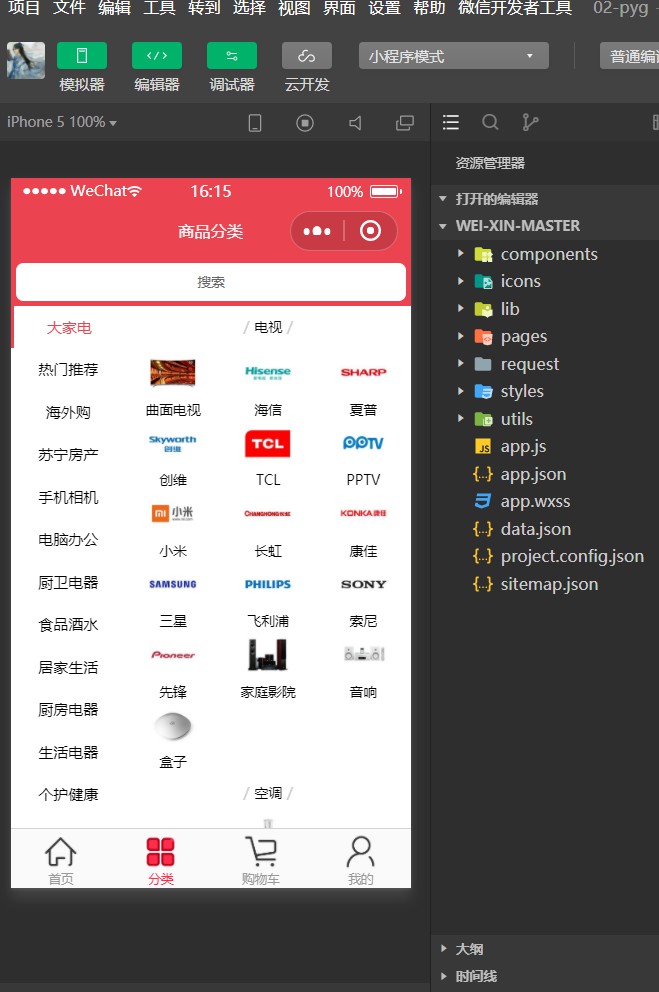 项目 文件 编辑 工具 转到 选择 视图 界面 设置 帮助 微信开发者工具 02-pyg -
模拟器 编辑器 调试器 云开发
小程序模式
普通编
iPhone 5 100%
WeChat 16:15 100%
商品分类
搜索
大家电
热门推荐
海外购
苏宁房产
手机相机
电脑办公
厨卫电器
食品酒水
居家生活
厨房电器
生活电器
个护健康
/ 电视 /
Hisense SHARP
曲面电视 海信 夏普
Skyworth 创维 TCL PPTV
创维 TCL PPTV
小米 CHANGHONG 长虹 KONKA 康佳
小米 长虹 康佳
SAMSUNG PHILIPS SONY
三星 飞利浦 索尼
Pioneer
先锋 家庭影院 音响
盒子
/ 空调 /
首页 分类 购物车 我的
资源管理器
打开的编辑器
WEI-XIN-MASTER
components
icons
lib
pages
request
styles
utils
JS app.js
{..} app.json
app.wxss
{..} data.json
{..} project.config.json
{..} sitemap.json
大纲
时间线